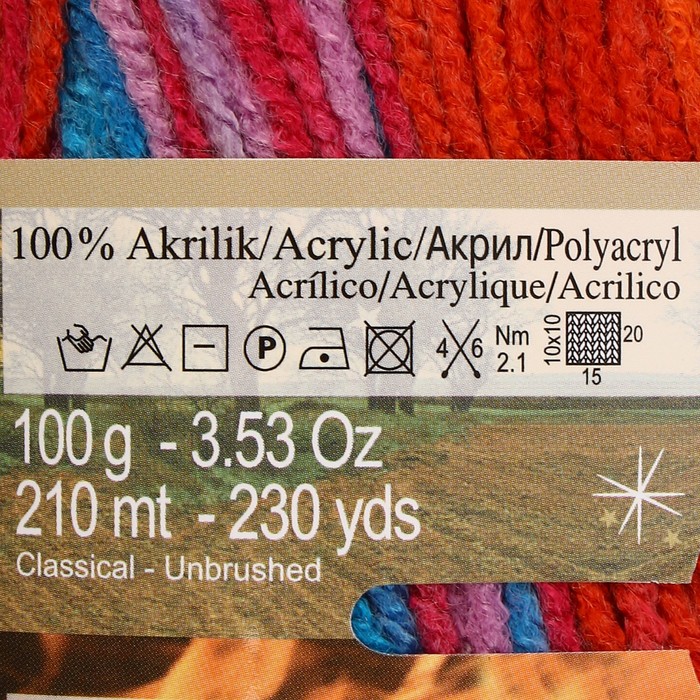 100% Akrilik/Acrylic/Акрил/Polyacryl
Acrílico/Acrylique/Acrilico
P 4 6 Nm 2.1 10x10 20 15
100 g - 3.53 Oz
210 mt - 230 yds
Classical - Unbrushed